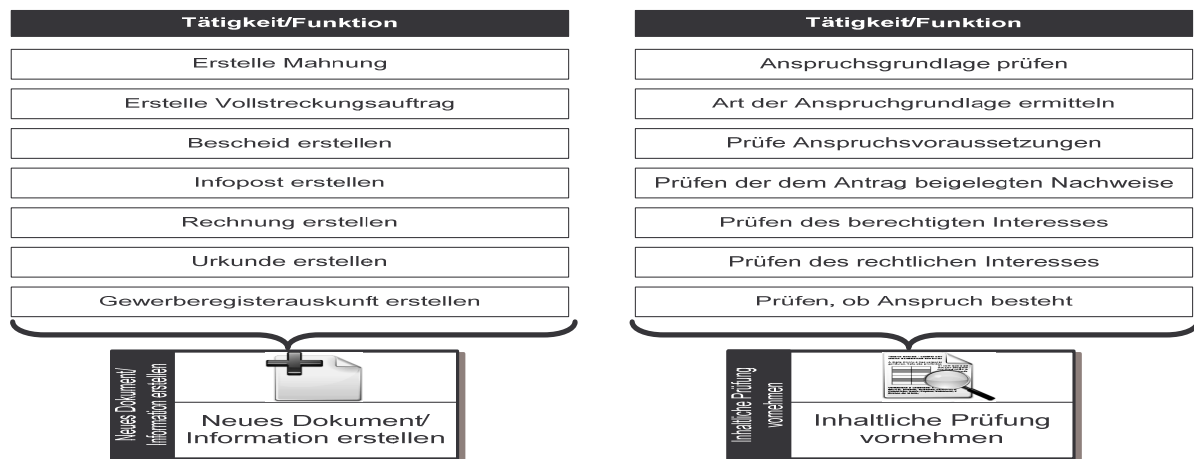 Tätigkeit/Funktion
Erstelle Mahnung
Erstelle Vollstreckungsauftrag
Bescheid erstellen
Infopost erstellen
Rechnung erstellen
Urkunde erstellen
Gewerberegisterauskunft erstellen
Neues Dokument/
Information erstellen
Neues Dokument/
Information erstellen
Tätigkeit/Funktion
Anspruchsgrundlage prüfen
Art der Anspruchgrundlage ermitteln
Prüfe Anspruchsvoraussetzungen
Prüfen der dem Antrag beigelegten Nachweise
Prüfen des berechtigten Interesses
Prüfen des rechtlichen Interesses
Prüfen, ob Anspruch besteht
Inhaltliche Prüfung
vornehmen
Inhaltliche Prüfung
vornehmen